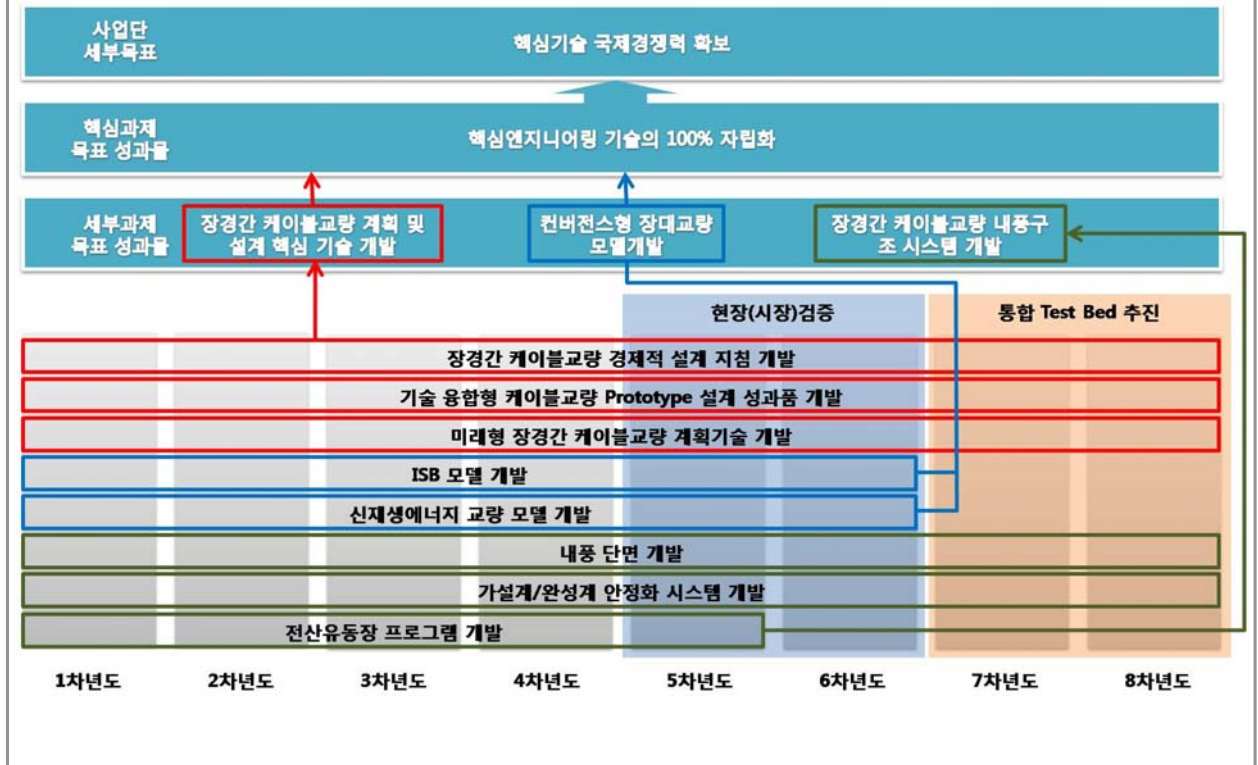 사업단
세부목표
핵심기술 국제경쟁력 확보
핵심과제
목표 성과물
핵심엔지니어링 기술의 100% 자립화
세부과제
목표 성과물
장경간 케이블교량 계획 및
설계 핵심 기술 개발
컨버전스형 장대교량
모델개발
장경간 케이블교량 내풍구
조 시스템 개발
현장(시장)검증
통합 Test Bed 추진
장경간 케이블교량 경제적 설계 지침 개발
기술 융합형 케이블교량 Prototype 설계 성과품 개발
미래형 장경간 케이블교량 계획기술 개발
ISB 모델 개발
신재생에너지 교량 모델 개발
내풍 단면 개발
가설계/완성계 안정화 시스템 개발
전산유동장 프로그램 개발
1차년도 2차년도 3차년도 4차년도 5차년도 6차년도 7차년도 8차년도